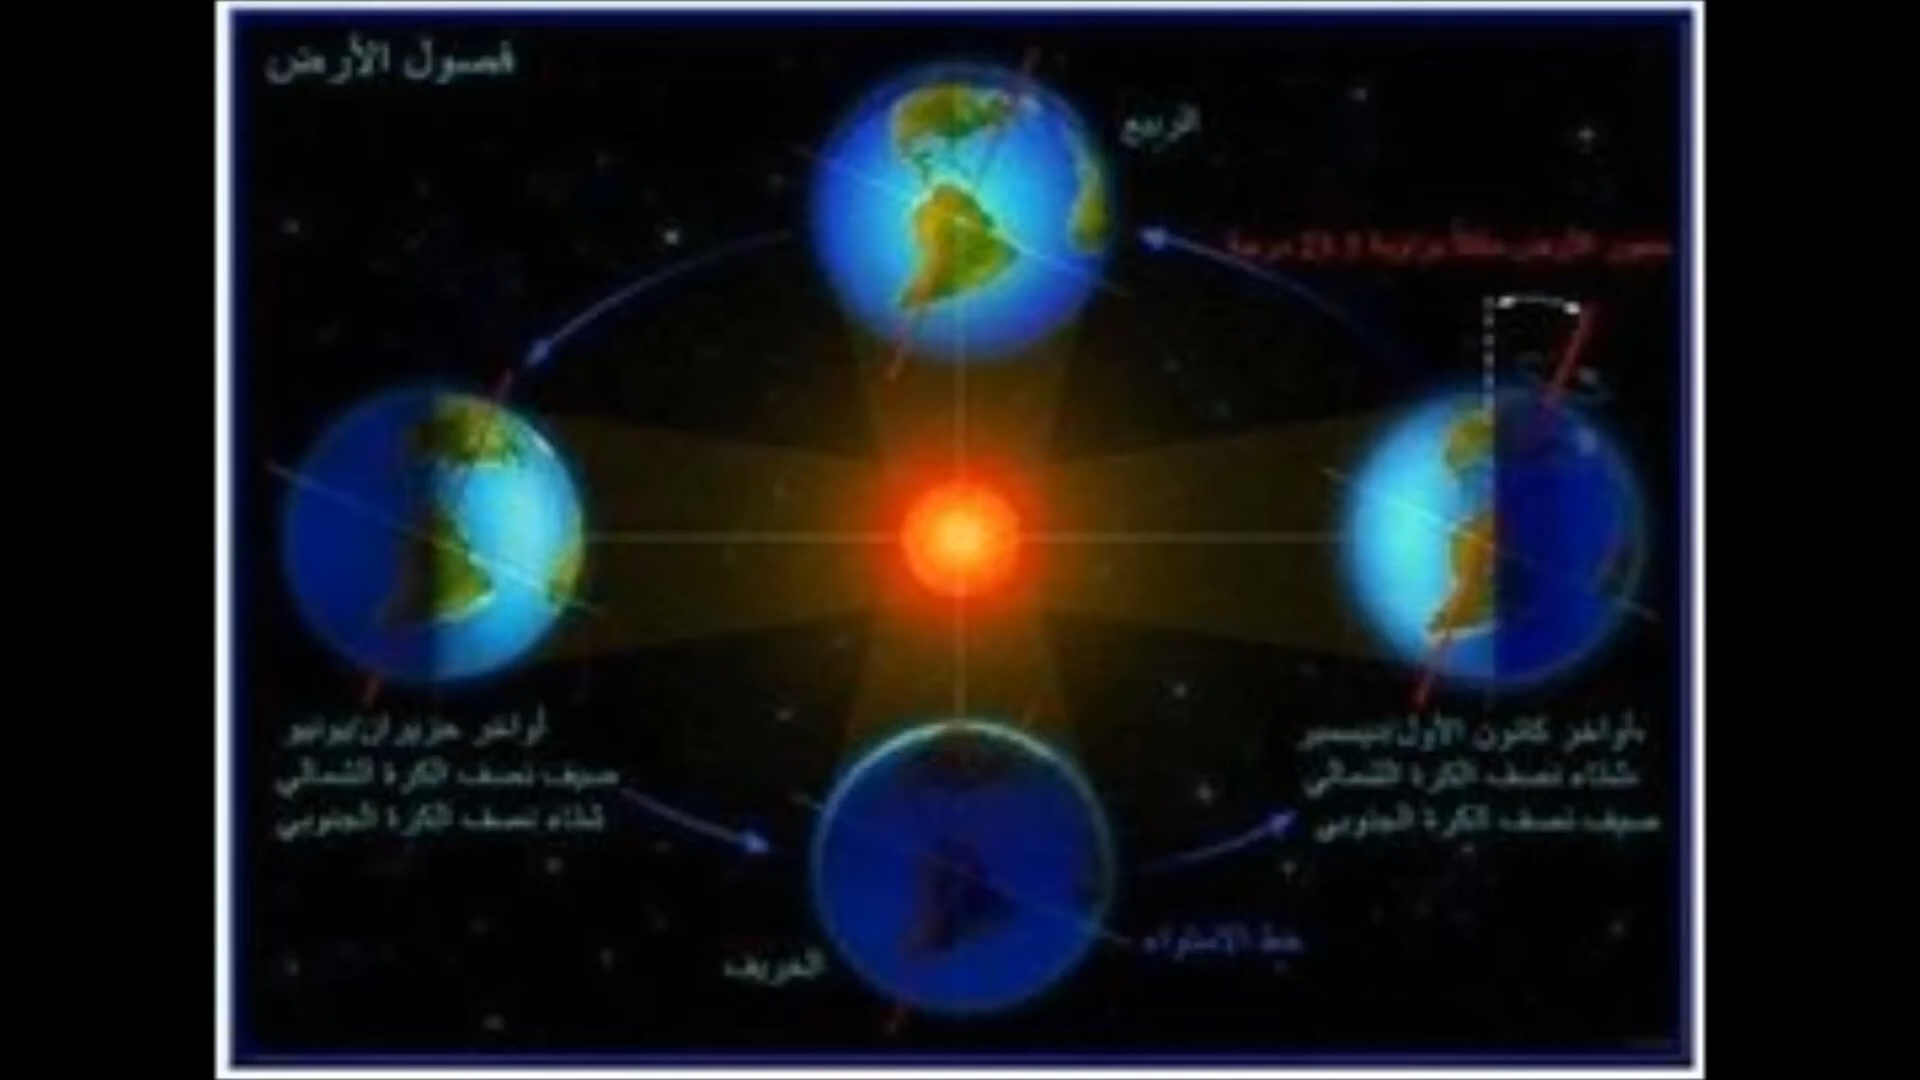 فصول الأرض
الربيع
محور الأرض مائلاً بزاوية 23.5 درجة
أواخر حزيران/يونيو
صيف نصف الكرة الشمالي
شتاء نصف الكرة الجنوبي
أواخر كانون الأول/ديسمبر
شتاء نصف الكرة الشمالي
صيف نصف الكرة الجنوبي
خط الاستواء
الخريف